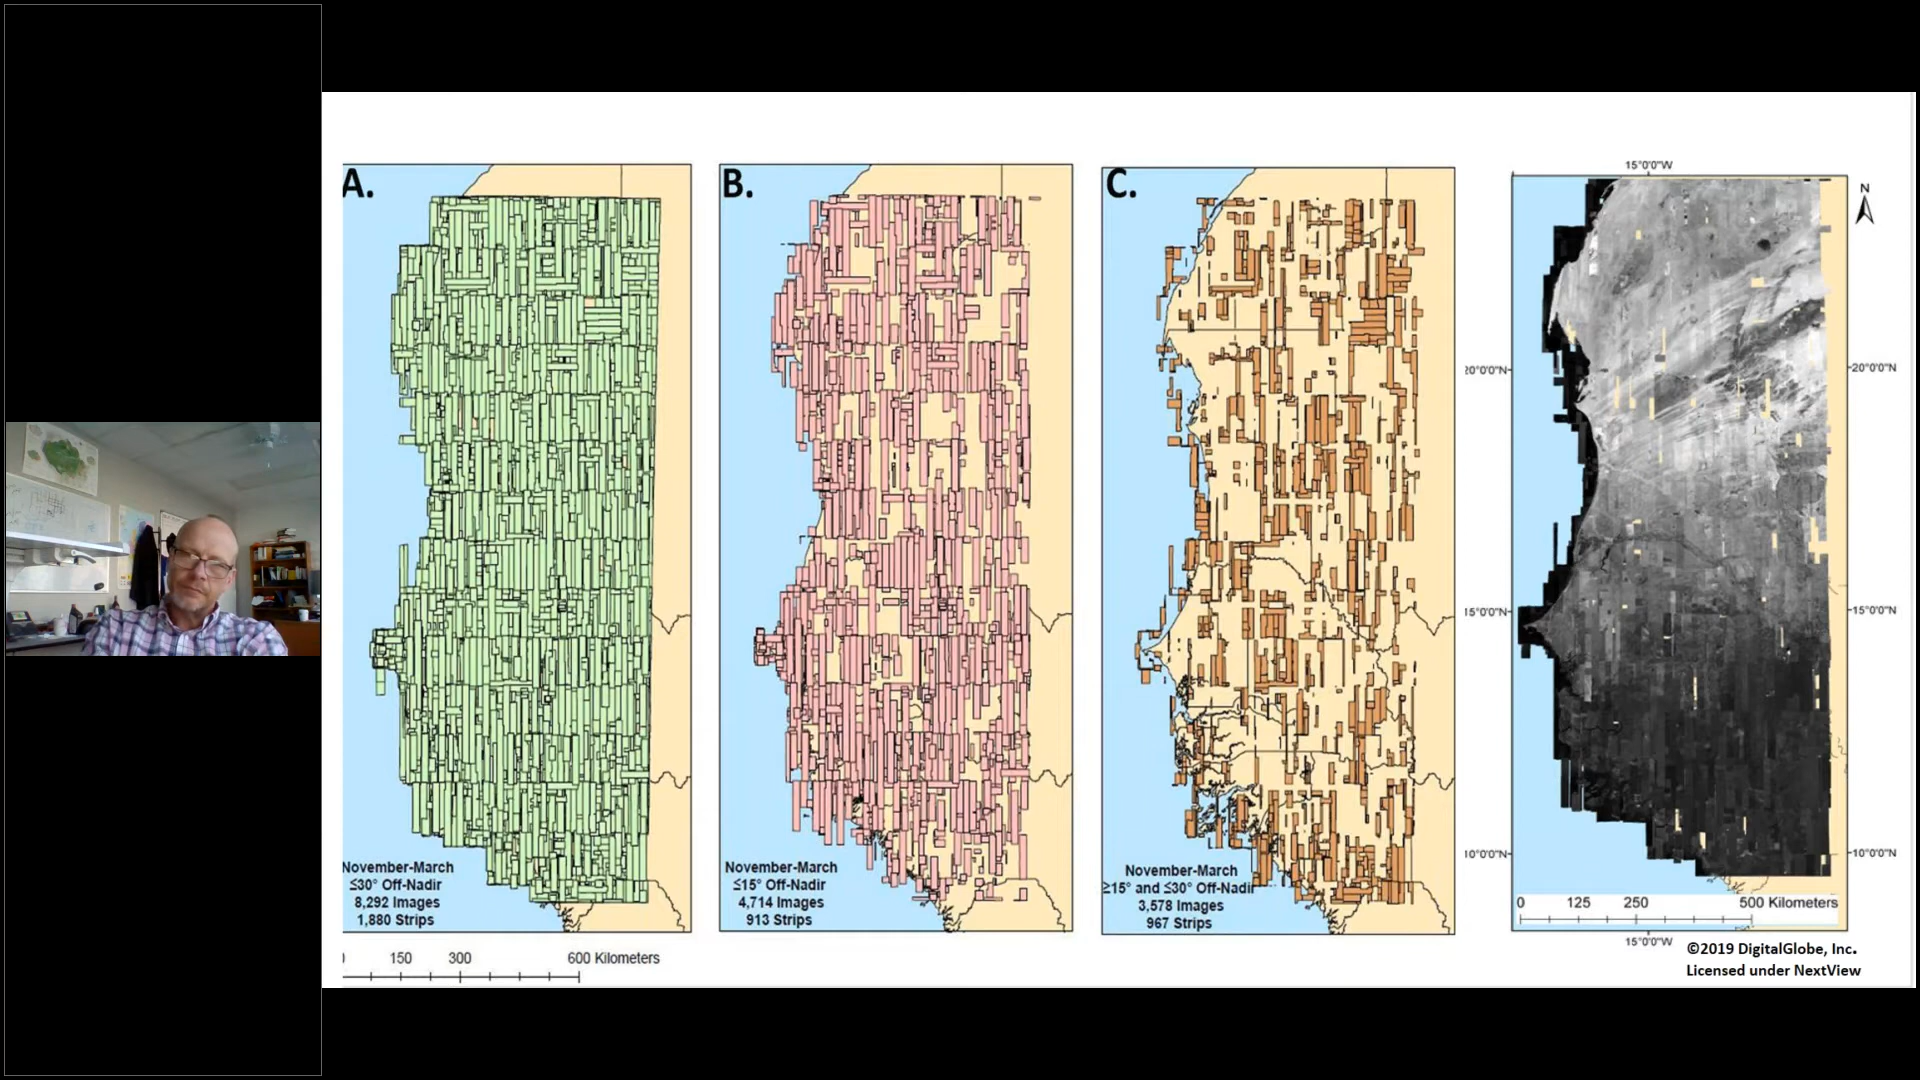 A.
November-March
≤30° Off-Nadir
8,292 Images
1,880 Strips
150 300 600 Kilometers
B.
November-March
≤15° Off-Nadir
4,714 Images
913 Strips
C.
November-March
≥15° and ≤30° Off-Nadir
3,578 Images
967 Strips
15°0'0"W
N
20°0'0"N
20°0'0"N
15°0'0"N
15°0'0"N
10°0'0"N
10°0'0"N
0 125 250 500 Kilometers
15°0'0"W
©2019 DigitalGlobe, Inc.
Licensed under NextView